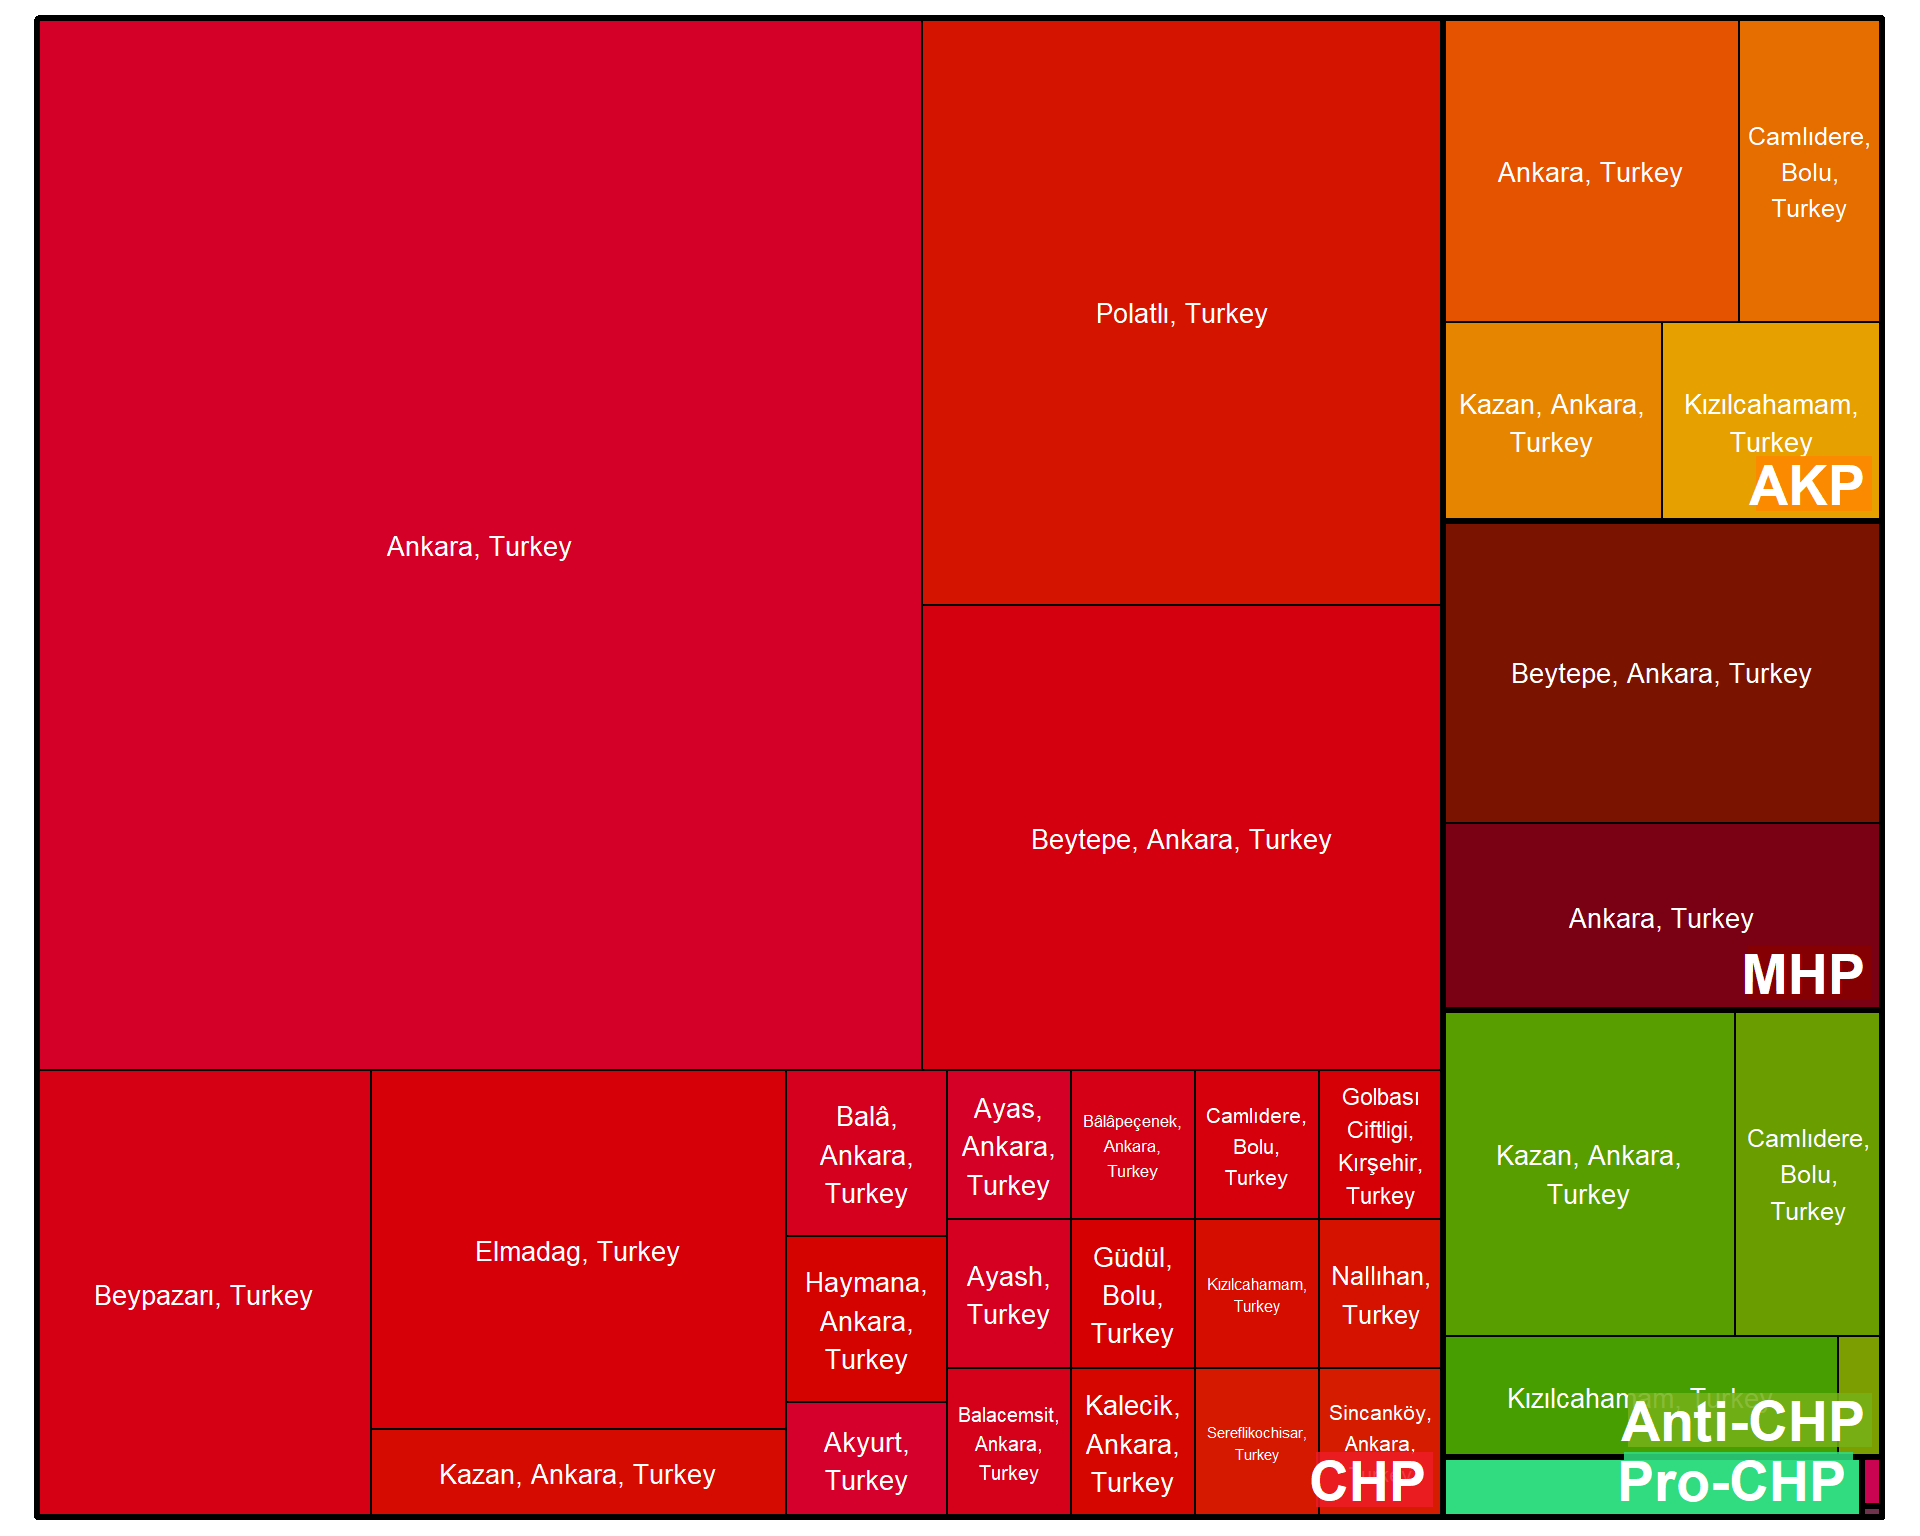 Ankara, Turkey
Polatlı, Turkey
Beytepe, Ankara, Turkey
Beypazarı, Turkey
Elmadag, Turkey
Kazan, Ankara, Turkey
Balâ,
Ankara,
Turkey
Haymana,
Ankara,
Turkey
Akyurt,
Turkey
Ayas,
Ankara,
Turkey
Ayash,
Turkey
Balacemsit,
Ankara,
Turkey
Bâlâpeçenek,
Ankara,
Turkey
Güdül,
Bolu,
Turkey
Kalecik,
Ankara,
Turkey
Camlıdere,
Bolu,
Turkey
Kızılcahamam,
Turkey
Sereflikochisar,
Turkey
Golbası
Ciftligi,
Kırşehir,
Turkey
Nallıhan,
Turkey
Sincanköy,
Ankara,
CHP
Ankara, Turkey
Camlıdere,
Bolu,
Turkey
Kazan, Ankara,
Turkey
Kızılcahamam,
Turkey
AKP
Beytepe, Ankara, Turkey
Ankara, Turkey
MHP
Kazan, Ankara,
Turkey
Camlıdere,
Bolu,
Turkey
Kızılcahamam, Turkey
Anti-CHP
Pro-CHP